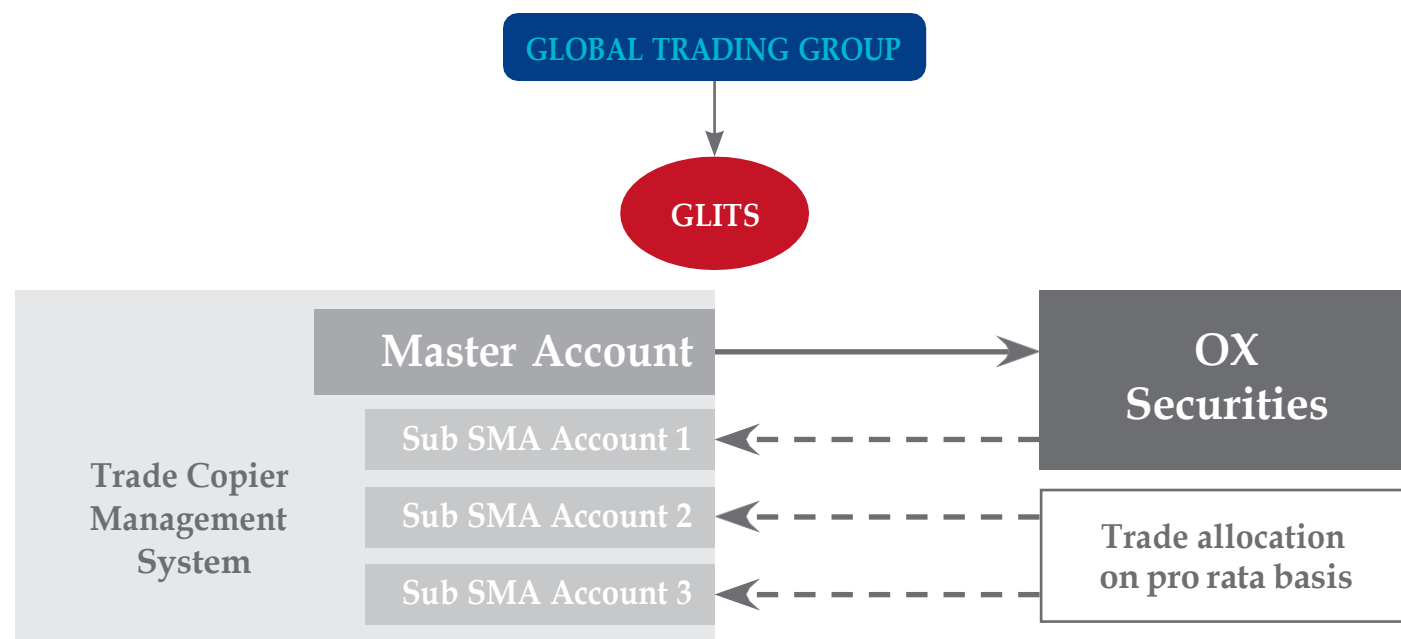 GLOBAL TRADING GROUP
GLITS
Master Account
OX
Securities
Sub SMA Account 1
Trade Copier
Management
System
Sub SMA Account 2
Sub SMA Account 3
Trade allocation
on pro rata basis